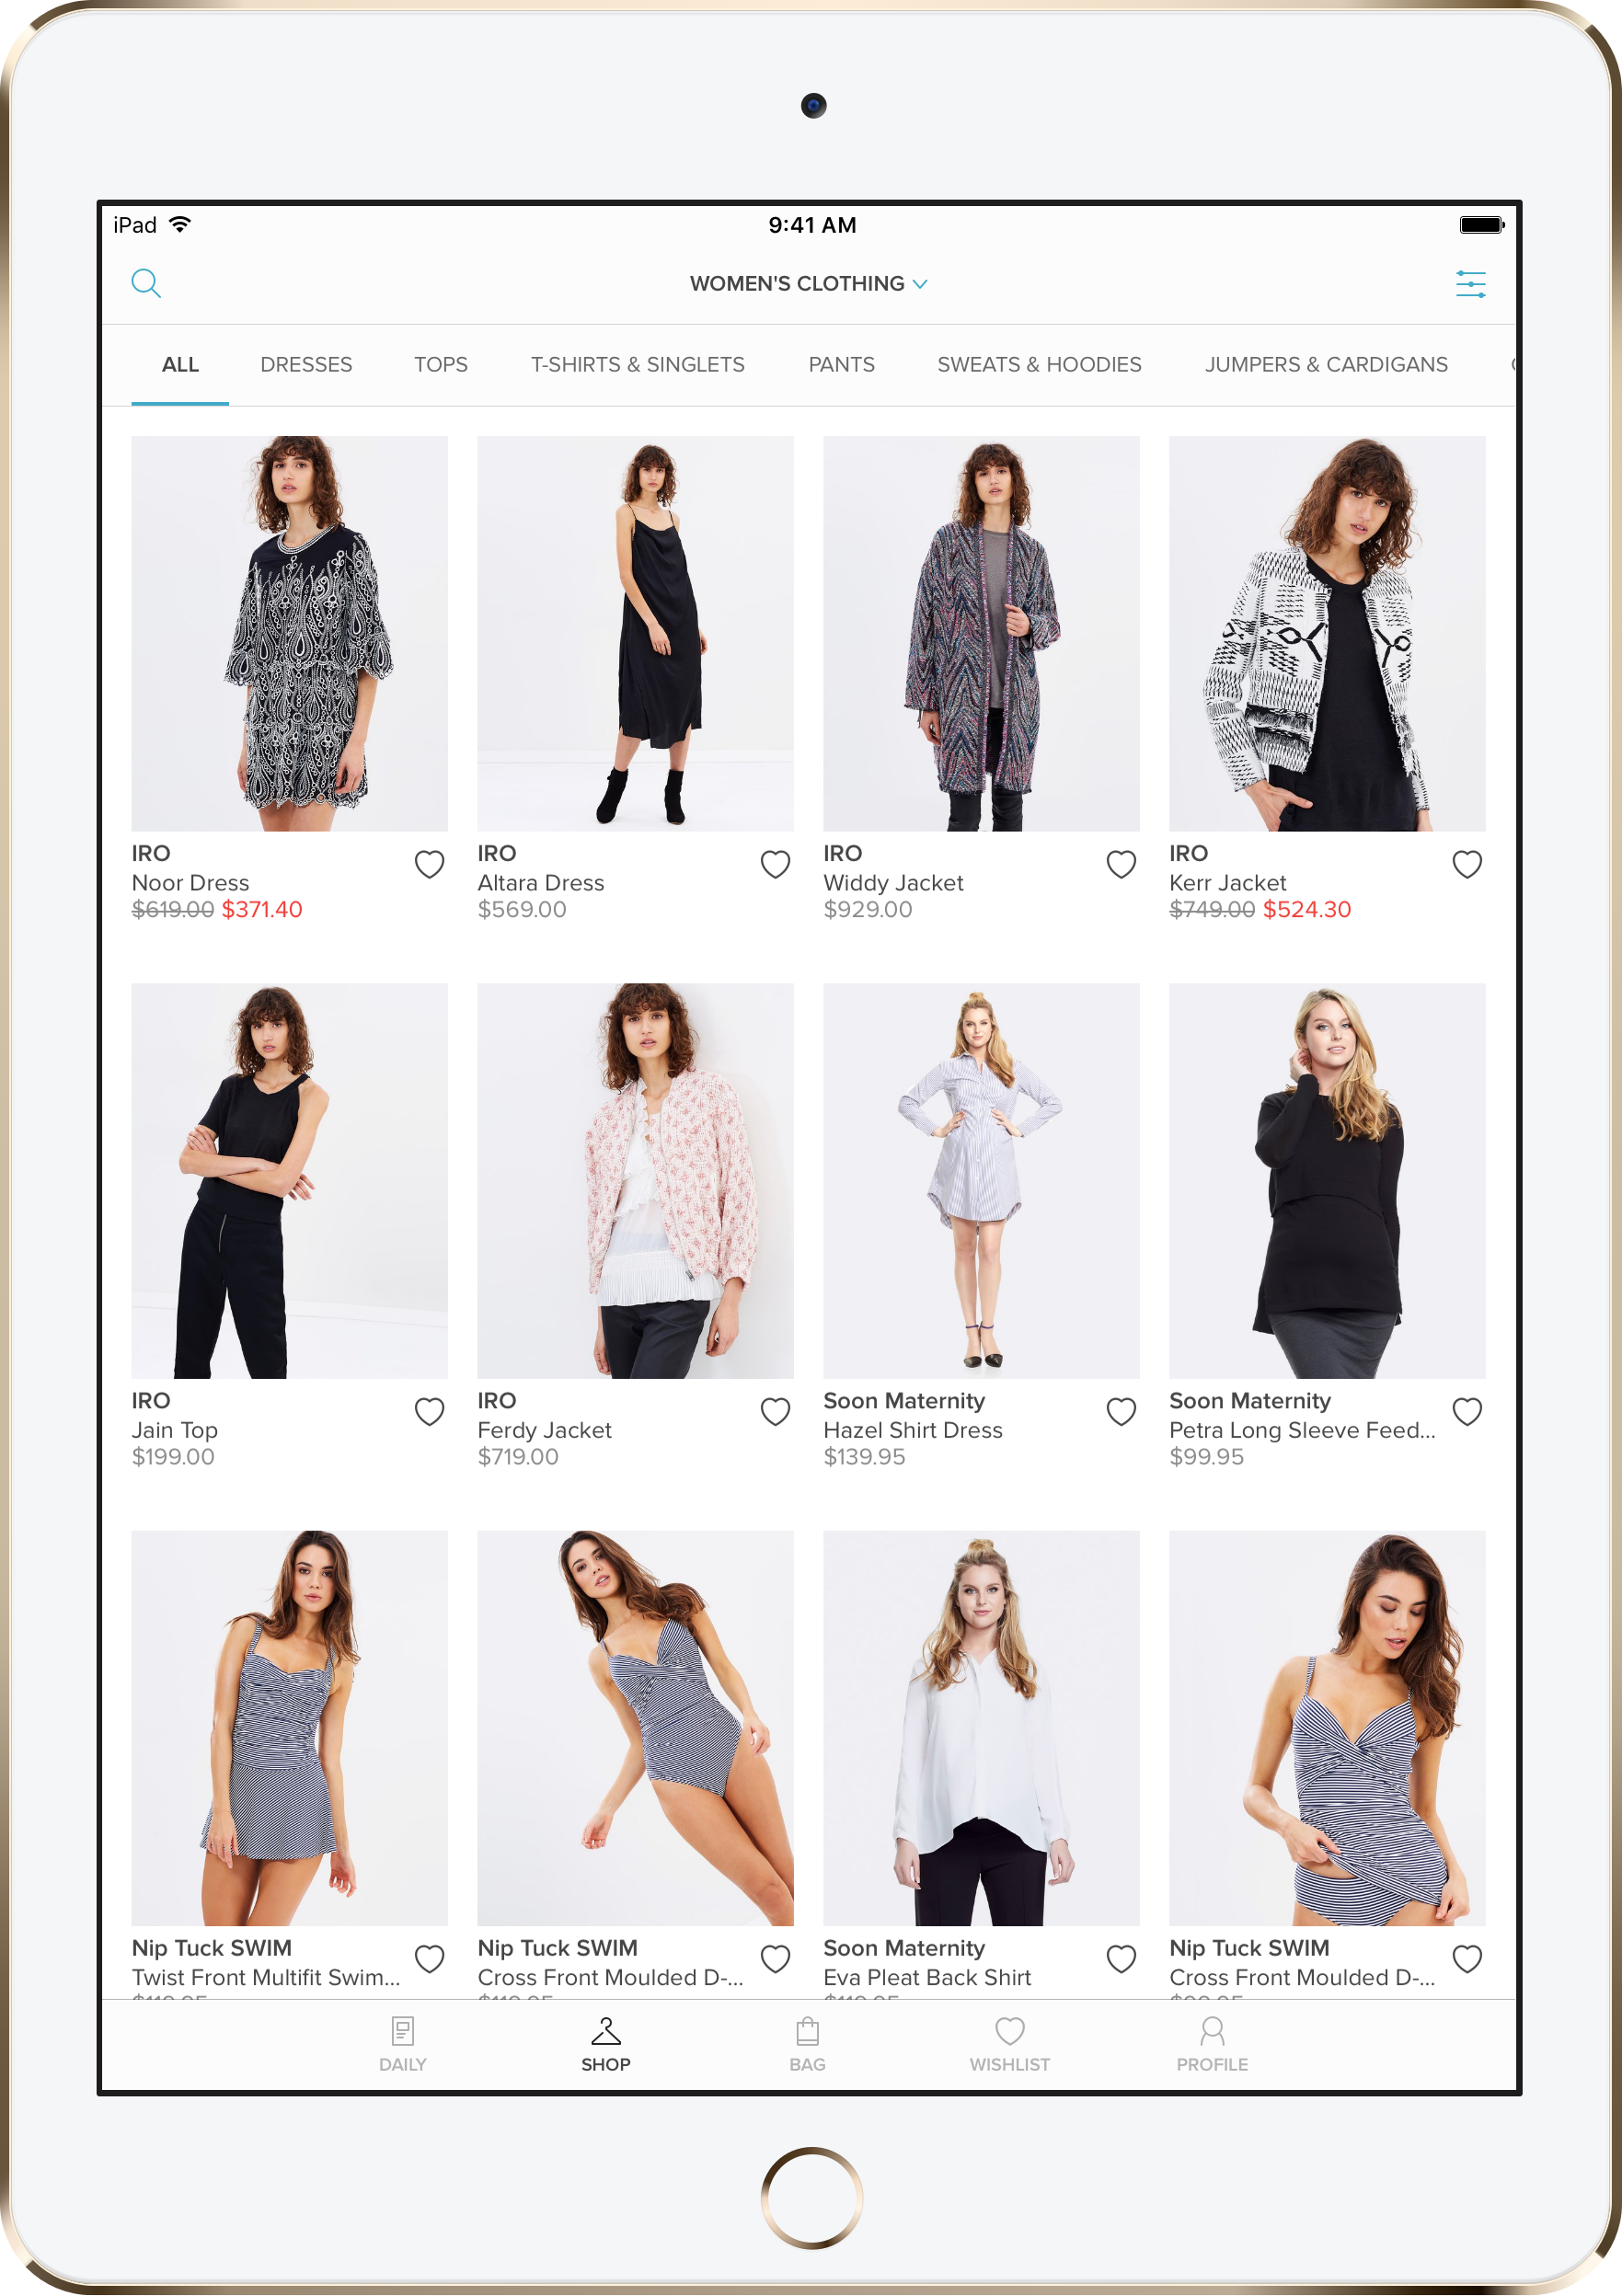 iPad 9:41 AM
WOMEN'S CLOTHING
ALL DRESSES TOPS T-SHIRTS & SINGLETS PANTS SWEATS & HOODIES JUMPERS & CARDIGANS
IRO IRO IRO IRO
Noor Dress Altara Dress Widdy Jacket Kerr Jacket
$619.00 $371.40 $569.00 $929.00 $749.00 $524.30
IRO IRO Soon Maternity Soon Maternity
Jain Top Ferdy Jacket Hazel Shirt Dress Petra Long Sleeve Feed...
$199.00 $719.00 $139.95 $99.95
Nip Tuck SWIM Nip Tuck SWIM Soon Maternity Nip Tuck SWIM
Twist Front Multifit Swim... Cross Front Moulded D-... Eva Pleat Back Shirt Cross Front Moulded D-...
DAILY SHOP BAG WISHLIST PROFILE